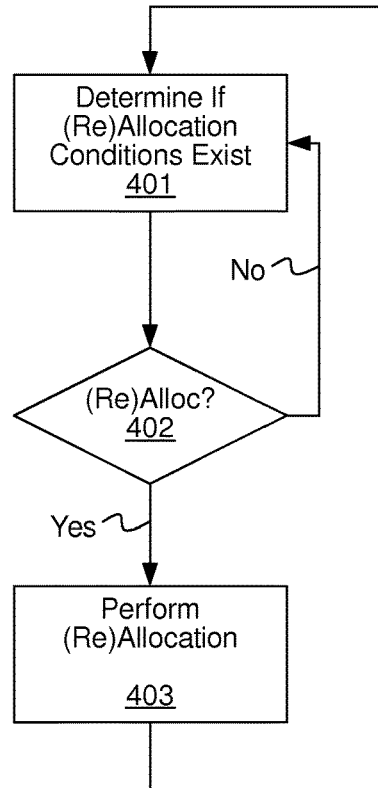 Determine If
(Re)Allocation
Conditions Exist
401
No
(Re)Alloc?
402
Yes
Perform
(Re)Allocation
403